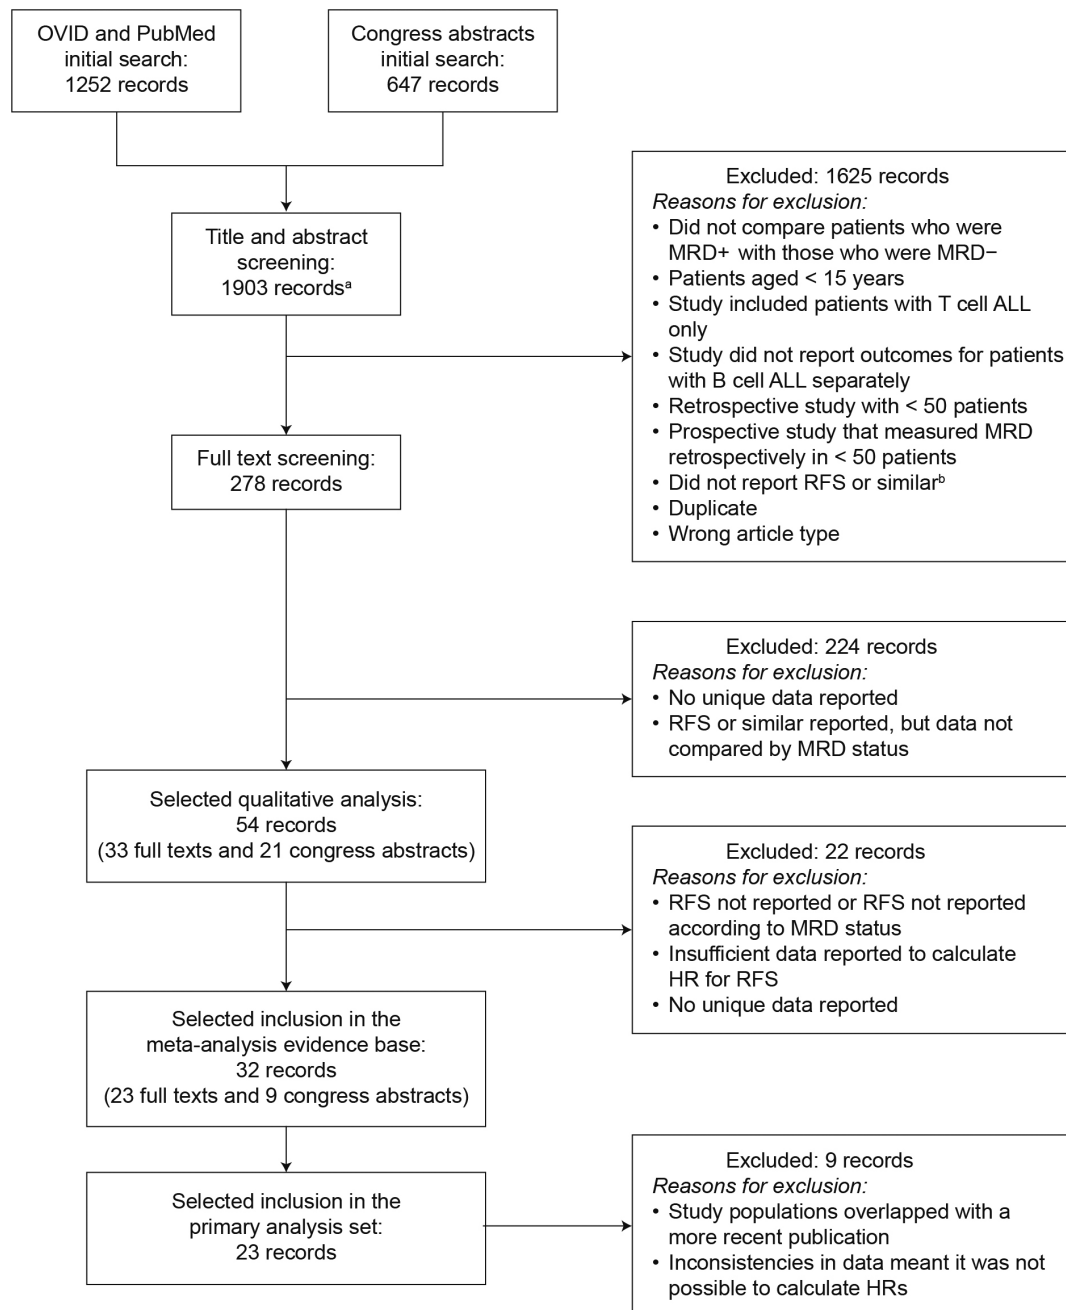 OVID and PubMed
initial search:
1252 records
Congress abstracts
initial search:
647 records
Title and abstract
screening:
1903 recordsᵃ
Excluded: 1625 records
Reasons for exclusion:
• Did not compare patients who were
MRD+ with those who were MRD−
• Patients aged < 15 years
• Study included patients with T cell ALL
only
• Study did not report outcomes for patients
with B cell ALL separately
• Retrospective study with < 50 patients
• Prospective study that measured MRD
retrospectively in < 50 patients
• Did not report RFS or similarᵇ
• Duplicate
• Wrong article type
Full text screening:
278 records
Excluded: 224 records
Reasons for exclusion:
• No unique data reported
• RFS or similar reported, but data not
compared by MRD status
Selected qualitative analysis:
54 records
(33 full texts and 21 congress abstracts)
Excluded: 22 records
Reasons for exclusion:
• RFS not reported or RFS not reported
according to MRD status
• Insufficient data reported to calculate
HR for RFS
• No unique data reported
Selected inclusion in the
meta-analysis evidence base:
32 records
(23 full texts and 9 congress abstracts)
Excluded: 9 records
Reasons for exclusion:
• Study populations overlapped with a
more recent publication
• Inconsistencies in data meant it was not
possible to calculate HRs
Selected inclusion in the
primary analysis set:
23 records